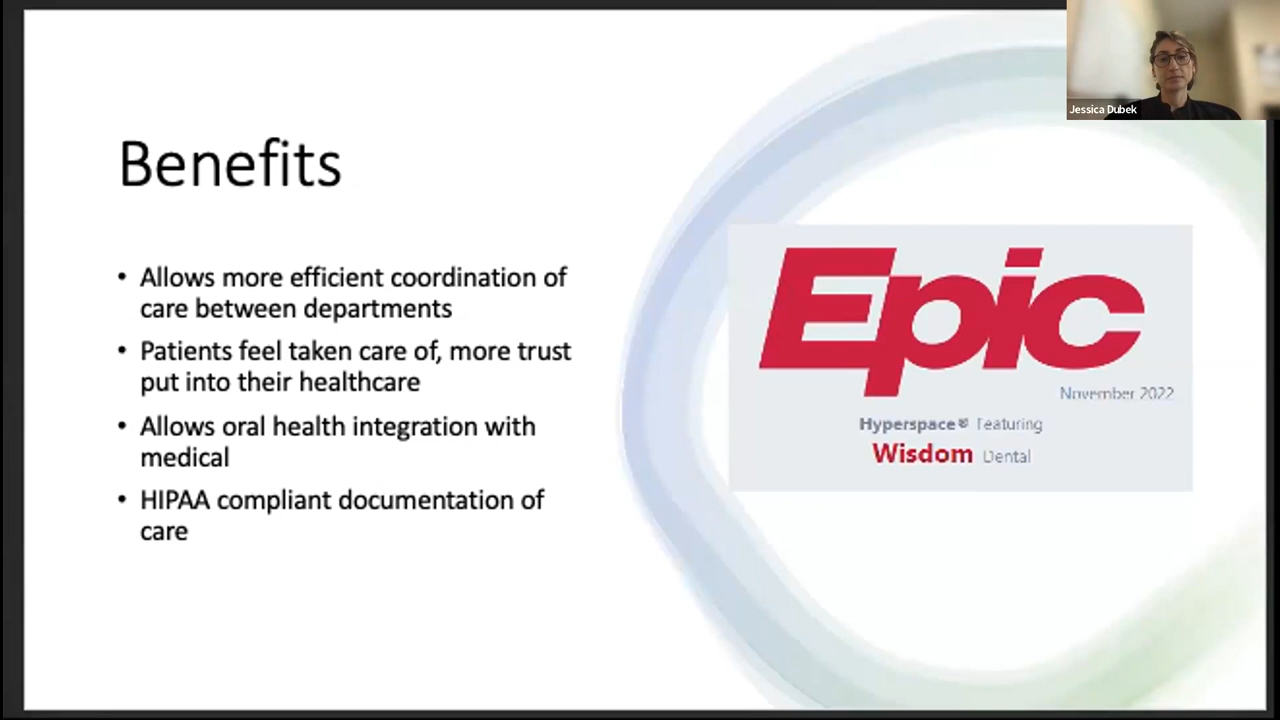 Jessica Dubek
Benefits
• Allows more efficient coordination of
care between departments
• Patients feel taken care of, more trust
put into their healthcare
• Allows oral health integration with
medical
• HIPAA compliant documentation of
care
Epic
November 2022
Hyperspace® Featuring
Wisdom Dental